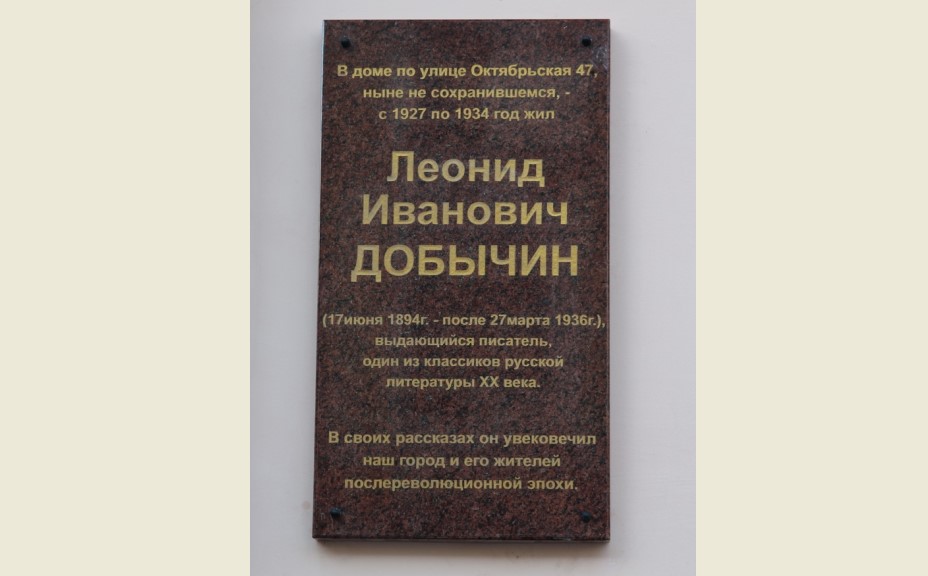 В доме по улице Октябрьская 47,
ныне не сохранившемся, -
с 1927 по 1934 год жил
Леонид
Иванович
ДОБЫЧИН
(17июня 1894г. - после 27марта 1936г.),
выдающийся писатель,
один из классиков русской
литературы XX века.
В своих рассказах он увековечил
наш город и его жителей
послереволюционной эпохи.